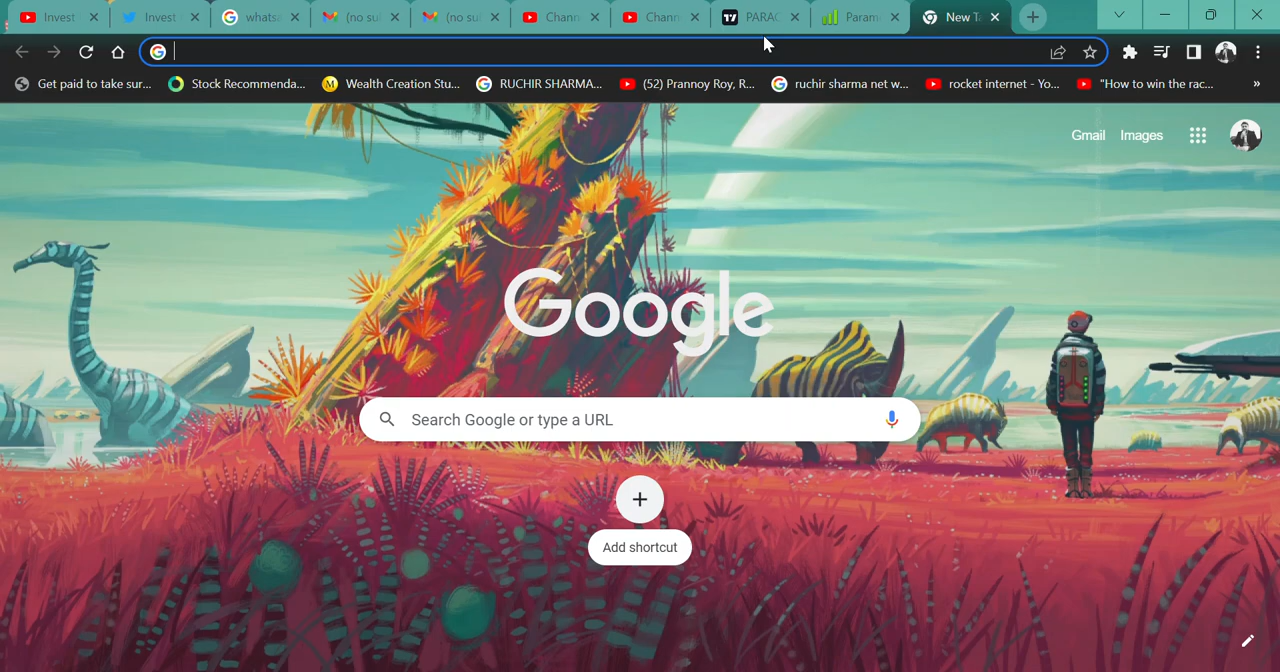 Invest Invest whats (no su (no su Chann Chann PARAC Param New Ta
Get paid to take sur... Stock Recommenda... Wealth Creation Stu... RUCHIR SHARMA... (52) Prannoy Roy, R... ruchir sharma net w... rocket internet - Yo... "How to win the rac... »
Gmail Images
Google
Search Google or type a URL
Add shortcut